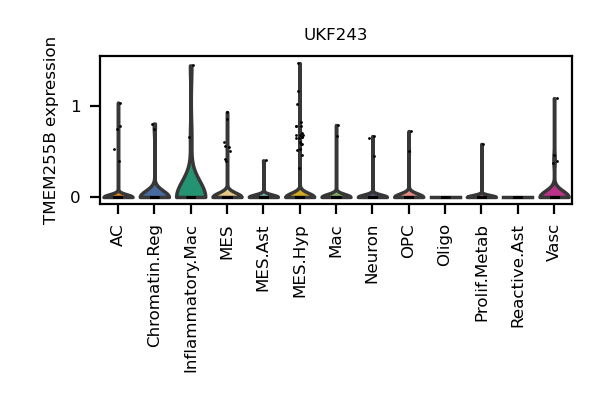 UKF243
TMEM255B expression
1
0
AC
Chromatin.Reg
Inflammatory.Mac
MES
MES.Ast
MES.Hyp
Mac
Neuron
OPC
Oligo
Prolif.Metab
Reactive.Ast
Vasc